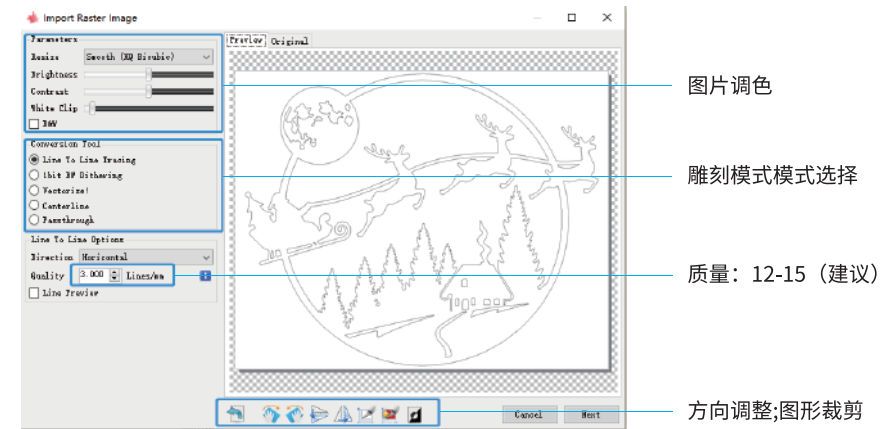 Import Raster Image
Parameters
Resize Smooth (HQ Bicubic)
Brightness
Contrast
White Clip
B&W
Conversion Tool
Line To Line Tracing
1bit BW Dithering
Vectorize!
Centerline
Passthrough
Line To Line Options
Direction Horizontal
Quality 3.000 Lines/mm
Line Preview
Preview Original
Cancel Next
图片调色
雕刻模式模式选择
质量：12-15（建议）
方向调整;图形裁剪